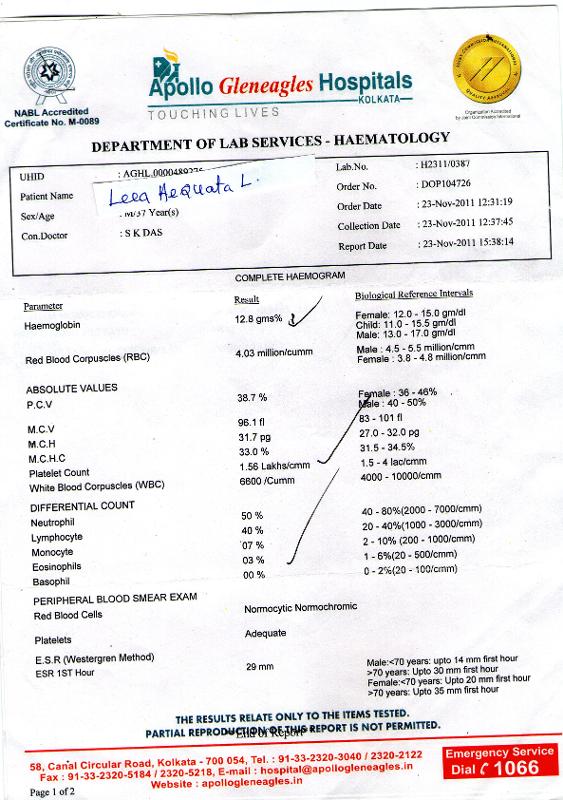 NABL Accredited
Certificate No. M-0089
Apollo Gleneagles Hospitals
KOLKATA
TOUCHING LIVES
Organization Accredited
by Joint Commission International
DEPARTMENT OF LAB SERVICES - HAEMATOLOGY
UHID : AGHL.0000489275
Patient Name Leea Aequata L.
Sex/Age : M/37 Year(s)
Con.Doctor : S K DAS
Lab.No. : H2311/0387
Order No. : DOP104726
Order Date : 23-Nov-2011 12:31:19
Collection Date : 23-Nov-2011 12:37:45
Report Date : 23-Nov-2011 15:38:14
COMPLETE HAEMOGRAM
Parameter Result Biological Reference Intervals
Haemoglobin 12.8 gms% Female: 12.0 - 15.0 gm/dl
Child: 11.0 - 15.5 gm/dl
Male: 13.0 - 17.0 gm/dl
Red Blood Corpuscles (RBC) 4.03 million/cumm Male : 4.5 - 5.5 million/cmm
Female : 3.8 - 4.8 million/cmm
ABSOLUTE VALUES
P.C.V 38.7 % Female : 36 - 46%
Male : 40 - 50%
M.C.V 96.1 fl 83 - 101 fl
M.C.H 31.7 pg 27.0 - 32.0 pg
M.C.H.C 33.0 % 31.5 - 34.5%
Platelet Count 1.56 Lakhs/cmm 1.5 - 4 lac/cmm
White Blood Corpuscles (WBC) 6600 /Cumm 4000 - 10000/cmm
DIFFERENTIAL COUNT
Neutrophil 50 % 40 - 80%(2000 - 7000/cmm)
Lymphocyte 40 % 20 - 40%(1000 - 3000/cmm)
Monocyte 07 % 2 - 10% (200 - 1000/cmm)
Eosinophils 03 % 1 - 6%(20 - 500/cmm)
Basophil 00 % 0 - 2%(20 - 100/cmm)
PERIPHERAL BLOOD SMEAR EXAM
Red Blood Cells Normocytic Normochromic
Platelets Adequate
E.S.R (Westergren Method)
ESR 1ST Hour 29 mm Male:<70 years: upto 14 mm first hour
>70 years: Upto 30 mm first hour
Female:<70 years: Upto 20 mm first hour
>70 years: Upto 35 mm first hour
THE RESULTS RELATE ONLY TO THE ITEMS TESTED.
PARTIAL REPRODUCTION OF THIS REPORT IS NOT PERMITTED.
End of Report
58, Canal Circular Road, Kolkata - 700 054, Tel. : 91-33-2320-3040 / 2320-2122
Fax : 91-33-2320-5184 / 2320-5218, E-mail : hospital@apollogleneagles.in
Website : apollogleneagles.in
Emergency Service
Dial 1066
Page 1 of 2